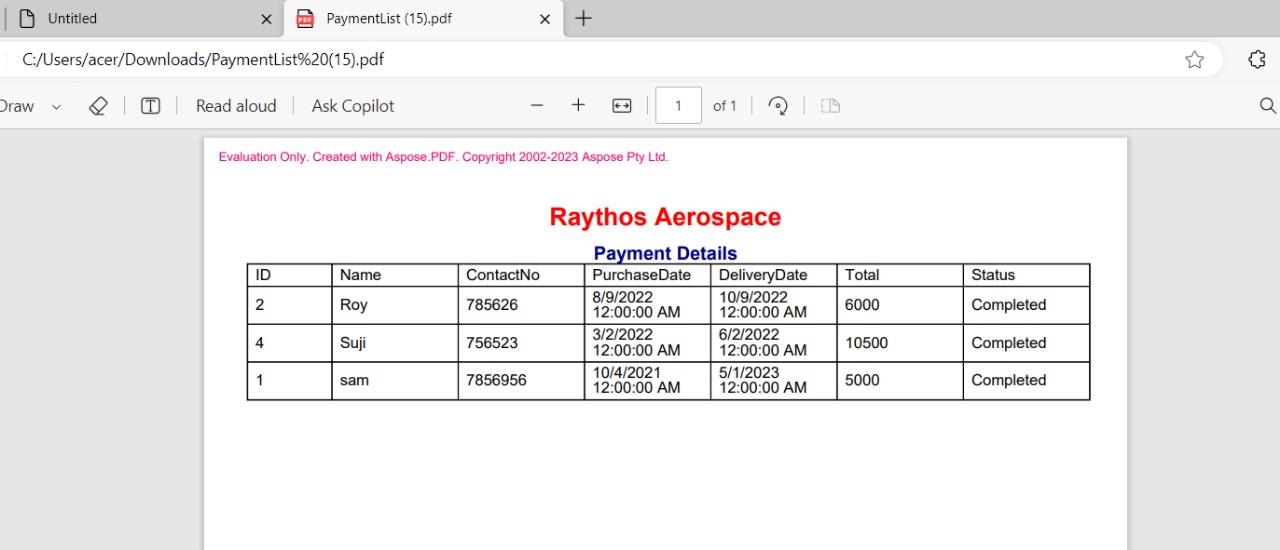 Untitled
PaymentList (15).pdf
C:/Users/acer/Downloads/PaymentList%20(15).pdf
Draw
Read aloud
Ask Copilot
1
of 1
Evaluation Only. Created with Aspose.PDF. Copyright 2002-2023 Aspose Pty Ltd.
Raythos Aerospace
Payment Details
ID Name ContactNo PurchaseDate DeliveryDate Total Status
2 Roy 785626 8/9/2022 12:00:00 AM 10/9/2022 12:00:00 AM 6000 Completed
4 Suji 756523 3/2/2022 12:00:00 AM 6/2/2022 12:00:00 AM 10500 Completed
1 sam 7856956 10/4/2021 12:00:00 AM 5/1/2023 12:00:00 AM 5000 Completed